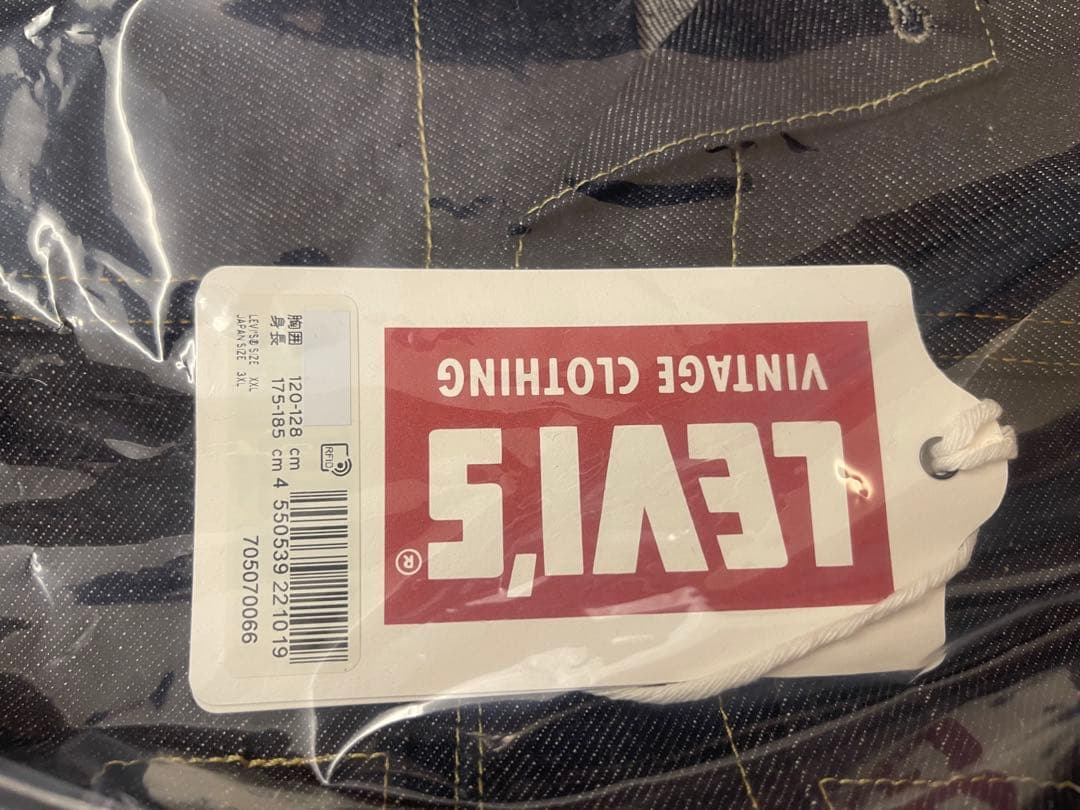 LEVI'S®
VINTAGE CLOTHING
RFID
胸囲 120-128 cm
身長 175-185 cm
LEVI'S® SIZE XXL
JAPAN SIZE 3XL
4 550539 221019
705070066